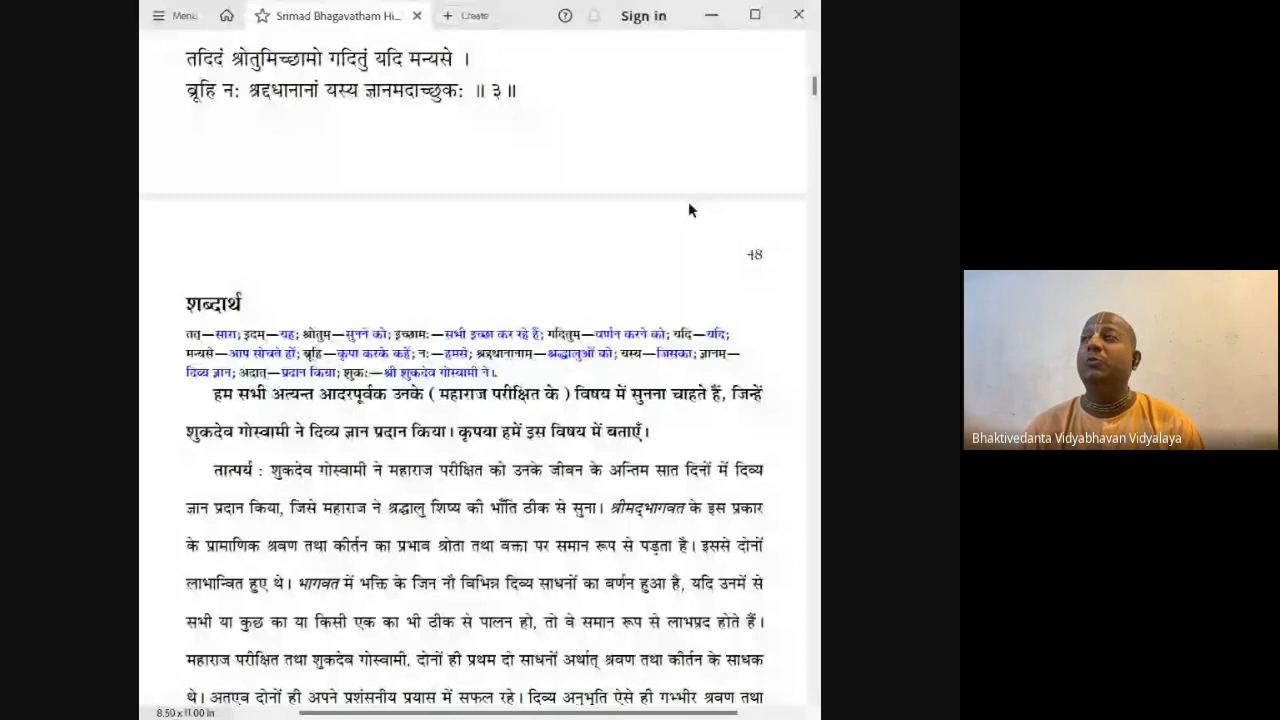 Menu
Srimad Bhagavatham Hi...
Create
Sign in
तदिदं श्रोतुमिच्छामो गदितुं यदि मन्यसे ।
ब्रूहि नः श्रद्दधानानां यस्य ज्ञानमदाच्छुकः ॥ ३॥
48
शब्दार्थ
तत्—सारा; इदम्—यह; श्रोतुम्—सुनने को; इच्छामः—सभी इच्छा कर रहे हैं; गदितुम्—वर्णन करने को; यदि—यदि;
मन्यसे—आप सोचते हों; ब्रूहि—कृपा करके कहें; नः—हमसे; श्रद्दधानानाम्—श्रद्धालुओं को; यस्य—जिसका; ज्ञानम्—
दिव्य ज्ञान; अदात्—प्रदान किया; शुकः—श्री शुकदेव गोस्वामी ने।.
हम सभी अत्यन्त आदरपूर्वक उनके ( महाराज परीक्षित के ) विषय में सुनना चाहते हैं, जिन्हें
शुकदेव गोस्वामी ने दिव्य ज्ञान प्रदान किया। कृपया हमें इस विषय में बताएँ।
तात्पर्य : शुकदेव गोस्वामी ने महाराज परीक्षित को उनके जीवन के अन्तिम सात दिनों में दिव्य
ज्ञान प्रदान किया, जिसे महाराज ने श्रद्धालु शिष्य की भाँति ठीक से सुना। श्रीमद्भागवत के इस प्रकार
के प्रामाणिक श्रवण तथा कीर्तन का प्रभाव श्रोता तथा वक्ता पर समान रूप से पड़ता है। इससे दोनों
लाभान्वित हुए थे। भागवत में भक्ति के जिन नौ विभिन्न दिव्य साधनों का वर्णन हुआ है, यदि उनमें से
सभी या कुछ का या किसी एक का भी ठीक से पालन हो, तो वे समान रूप से लाभप्रद होते हैं।
महाराज परीक्षित तथा शुकदेव गोस्वामी, दोनों ही प्रथम दो साधनों अर्थात् श्रवण तथा कीर्तन के साधक
थे। अतएव दोनों ही अपने प्रशंसनीय प्रयास में सफल रहे। दिव्य अनुभूति ऐसे ही गम्भीर श्रवण तथा
8.50 x 11.00 in
Bhaktivedanta Vidyabhavan Vidyalaya